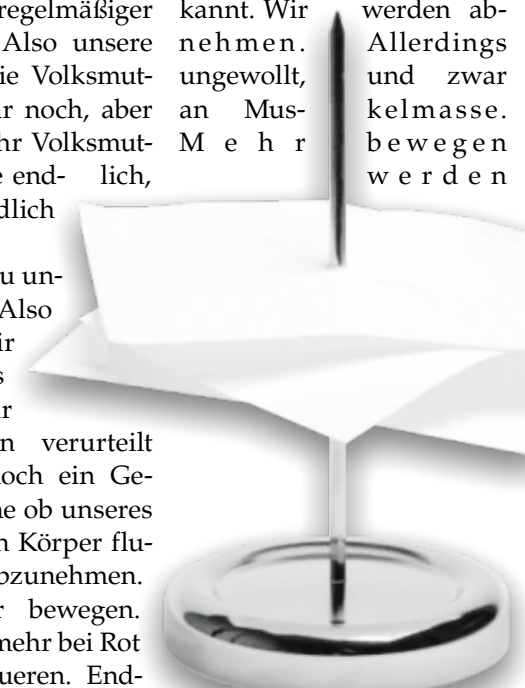 regelmäßiger
Also unsere
ie Volksmut-
r noch, aber
hr Volksmut-
e end- lich,
dlich
u un-
Also
ir
s
r
n verurteilt
noch ein Ge-
ne ob unseres
n Körper flu-
bzunehmen.
r bewegen.
mehr bei Rot
ueren. End-
kannt. Wir werden ab-
nehmen. Allerdings
ungewollt, und zwar
an Mus- kelmasse.
Mehr bewegen
werden